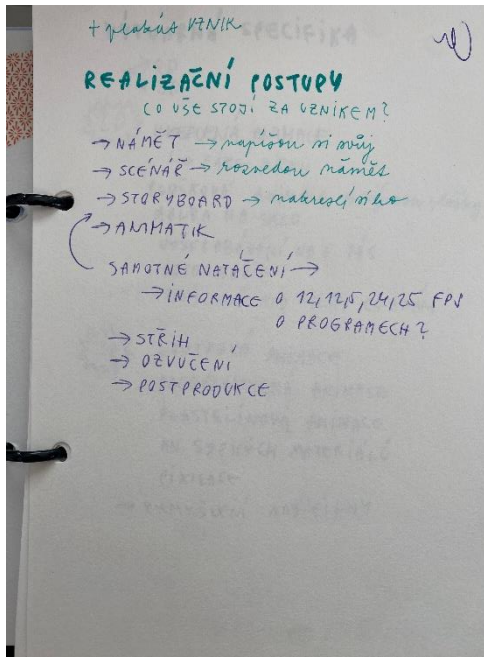 + plakát VZNIK
REALIZAČNÍ POSTUPY
CO VŠE STOJÍ ZA VZNIKEM?
→ NÁMĚT → napíšou si svůj
→ SCÉNÁŘ → rozvedou námět
→ STORYBOARD → nakreslí si ho
→ ANIMATIK
SAMOTNÉ NATÁČENÍ →
→ INFORMACE O 12, 12,5, 24, 25 FPS
O PROGRAMECH?
→ STŘIH
→ OZVUČENÍ
→ POSTPRODUKCE